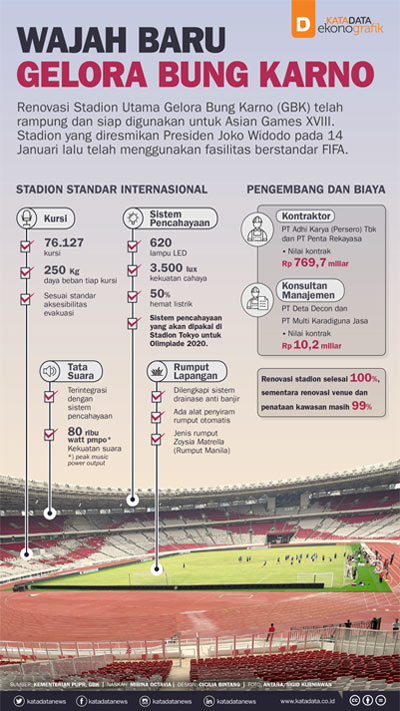 D
KATADATA
ekonografik
WAJAH BARU
GELORA BUNG KARNO
Renovasi Stadion Utama Gelora Bung Karno (GBK) telah
rampung dan siap digunakan untuk Asian Games XVIII.
Stadion yang diresmikan Presiden Joko Widodo pada 14
Januari lalu telah menggunakan fasilitas berstandar FIFA.
STADION STANDAR INTERNASIONAL
Kursi
76.127
kursi
250 Kg
daya beban tiap kursi
Sesuai standar
aksesibilitas
evakuasi
Sistem
Pencahayaan
620
lampu LED
3.500 lux
kekuatan cahaya
50%
hemat listrik
Sistem pencahayaan
yang akan dipakai di
Stadion Tokyo untuk
Olimpiade 2020.
Tata
Suara
Terintegrasi
dengan
sistem
pencahayaan
80 ribu
watt pmpo*
Kekuatan suara
*) peak music
power output
Rumput
Lapangan
Dilengkapi sistem
drainase anti banjir
Ada alat penyiram
rumput otomatis
Jenis rumput
Zoysia Matrella
(Rumput Manila)
PENGEMBANG DAN BIAYA
Kontraktor
PT Adhi Karya (Persero) Tbk
dan PT Penta Rekayasa
• Nilai kontrak
Rp 769,7 miliar
Konsultan
Manajemen
PT Deta Decon dan
PT Multi Karadiguna Jasa
• Nilai kontrak
Rp 10,2 miliar
Renovasi stadion selesai 100%,
sementara renovasi venue dan
penataan kawasan masih 99%
SUMBER: KEMENTERIAN PUPR, GBK | NASKAH: MIRINA OCTAVIA | DESIGN: CICILIA BINTANG | FOTO: ANTARA, SIGID KURNIAWAN
katadatanews
katadatanews
katadatanews
katadatanews
katadatanews
www.katadata.co.id